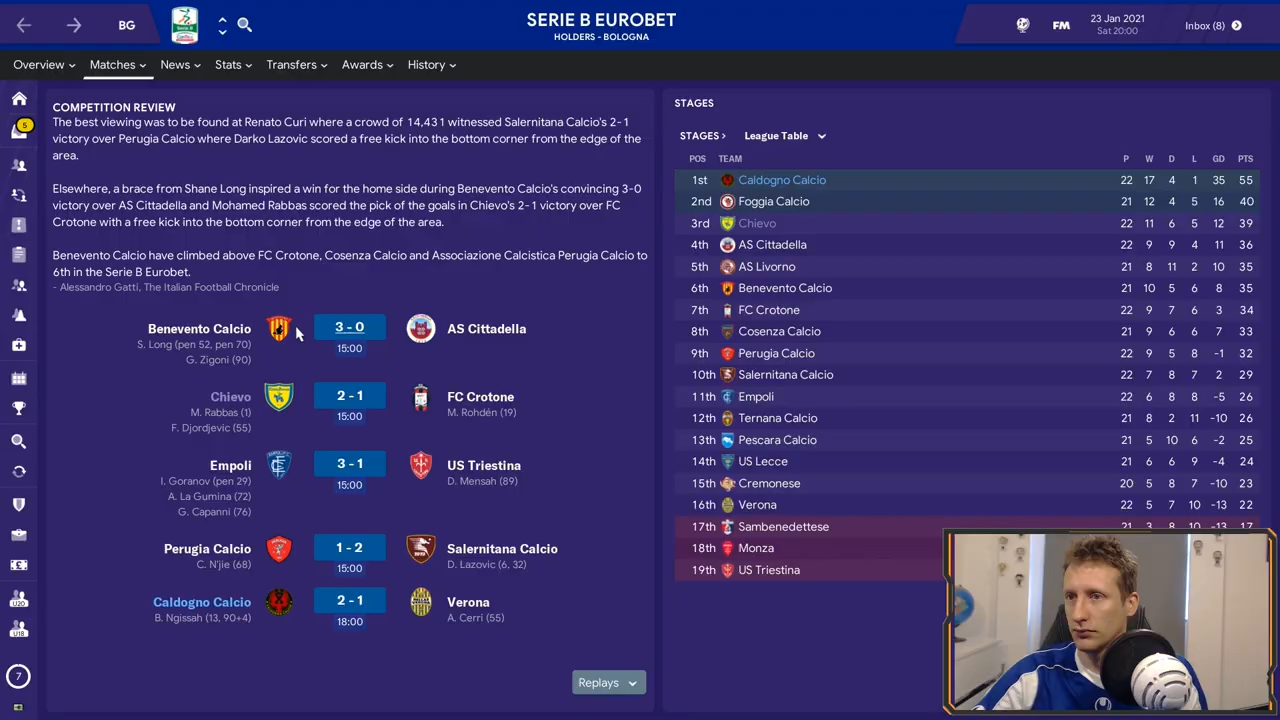 BG
SERIE B EUROBET
HOLDERS - BOLOGNA
FM
23 Jan 2021
Sat 20:00
Inbox (8)
Overview
Matches
News
Stats
Transfers
Awards
History
5
COMPETITION REVIEW
The best viewing was to be found at Renato Curi where a crowd of 14,431 witnessed Salernitana Calcio's 2-1
victory over Perugia Calcio where Darko Lazovic scored a free kick into the bottom corner from the edge of the
area.
Elsewhere, a brace from Shane Long inspired a win for the home side during Benevento Calcio's convincing 3-0
victory over AS Cittadella and Mohamed Rabbas scored the pick of the goals in Chievo's 2-1 victory over FC
Crotone with a free kick into the bottom corner from the edge of the area.
Benevento Calcio have climbed above FC Crotone, Cosenza Calcio and Associazione Calcistica Perugia Calcio to
6th in the Serie B Eurobet.
- Alessandro Gatti, The Italian Football Chronicle
Benevento Calcio 3 - 0 AS Cittadella
S. Long (pen 52, pen 70) 15:00
G. Zigoni (90)
Chievo 2 - 1 FC Crotone
M. Rabbas (1) 15:00 M. Rohdén (19)
F. Djordjevic (55)
Empoli 3 - 1 US Triestina
I. Goranov (pen 29) 15:00 D. Mensah (89)
A. La Gumina (72)
G. Capanni (76)
Perugia Calcio 1 - 2 Salernitana Calcio
C. N'jie (68) 15:00 D. Lazovic (6, 32)
Caldogno Calcio 2 - 1 Verona
B. Ngissah (13, 90+4) 18:00 A. Cerri (55)
Replays
U20
U18
7
STAGES
STAGES > League Table
POS TEAM P W D L GD PTS
1st Caldogno Calcio 22 17 4 1 35 55
2nd Foggia Calcio 21 12 4 5 16 40
3rd Chievo 22 11 6 5 12 39
4th AS Cittadella 22 9 9 4 11 36
5th AS Livorno 21 8 11 2 10 35
6th Benevento Calcio 21 10 5 6 8 35
7th FC Crotone 22 9 7 6 3 34
8th Cosenza Calcio 21 9 6 6 7 33
9th Perugia Calcio 22 9 5 8 -1 32
10th Salernitana Calcio 22 7 8 7 2 29
11th Empoli 22 6 8 8 -5 26
12th Ternana Calcio 21 8 2 11 -10 26
13th Pescara Calcio 21 5 10 6 -2 25
14th US Lecce 21 6 6 9 -4 24
15th Cremonese 20 5 8 7 -10 23
16th Verona 22 5 7 10 -13 22
17th Sambenedettese 21 3 8 10 -13 17
18th Monza
19th US Triestina